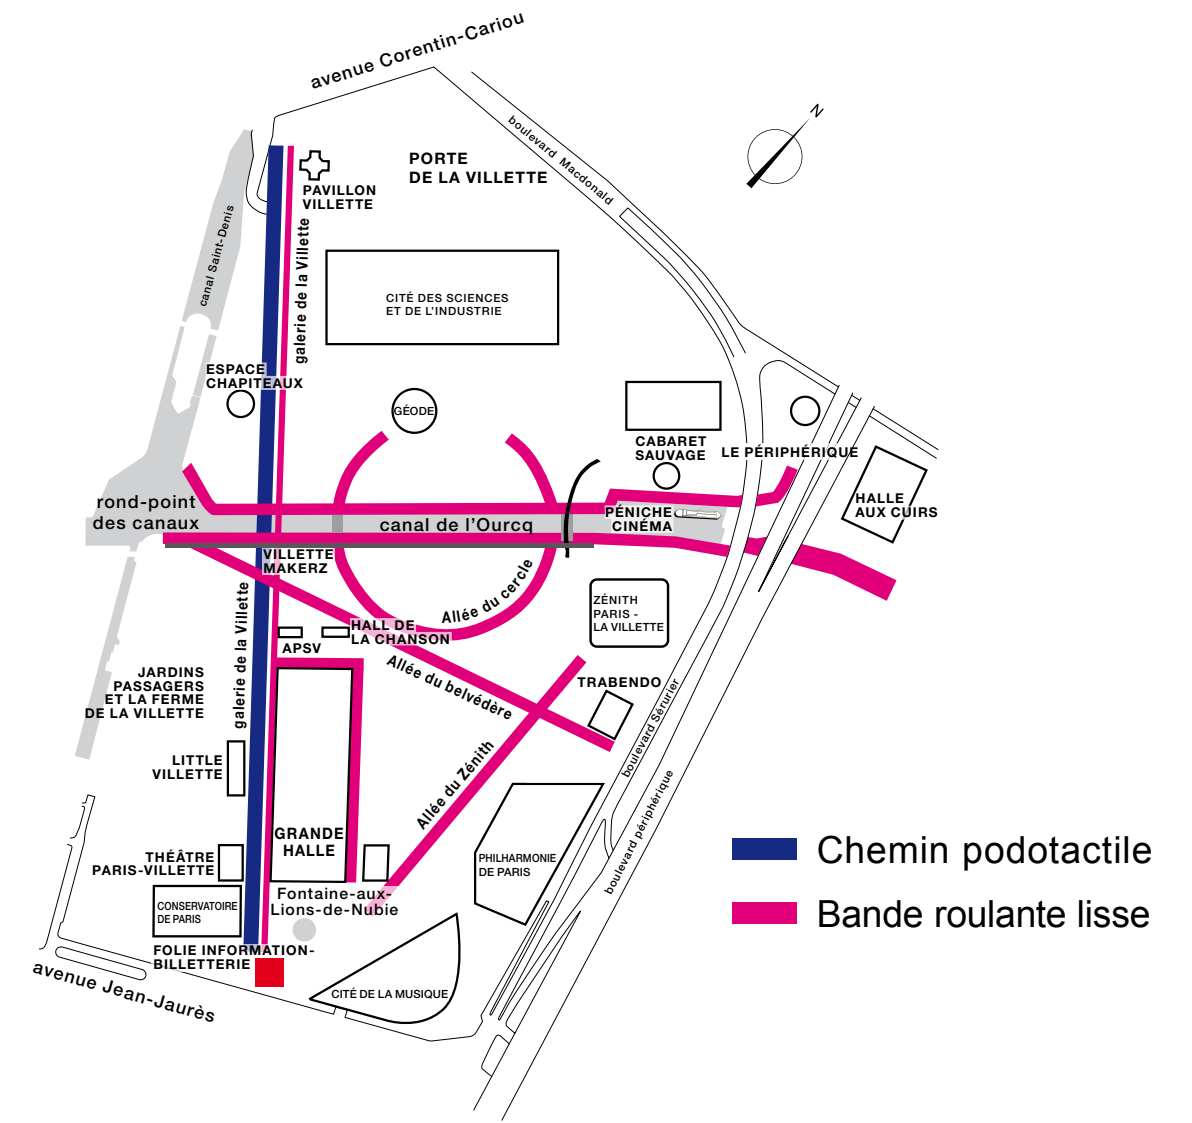 avenue Corentin-Cariou
N
boulevard Macdonald
PORTE
DE LA VILLETTE
PAVILLON
VILLETTE
canal Saint-Denis
galerie de la Villette
CITÉ DES SCIENCES
ET DE L'INDUSTRIE
ESPACE
CHAPITEAUX
GÉODE
CABARET
SAUVAGE
LE PÉRIPHÉRIQUE
HALLE
AUX CUIRS
rond-point
des canaux
canal de l'Ourcq
PÉNICHE
CINÉMA
VILLETTE
MAKERZ
Allée du cercle
ZÉNITH
PARIS -
LA VILLETTE
galerie de la Villette
HALL DE
LA CHANSON
APSV
Allée du belvédère
JARDINS
PASSAGERS
ET LA FERME
DE LA VILLETTE
TRABENDO
boulevard Sérurier
LITTLE
VILLETTE
Allée du Zénith
boulevard périphérique
GRANDE
HALLE
THÉÂTRE
PARIS-VILLETTE
PHILHARMONIE
DE PARIS
Chemin podotactile
Bande roulante lisse
CONSERVATOIRE
DE PARIS
Fontaine-aux-
Lions-de-Nubie
FOLIE INFORMATION-
BILLETTERIE
CITÉ DE LA MUSIQUE
avenue Jean-Jaurès